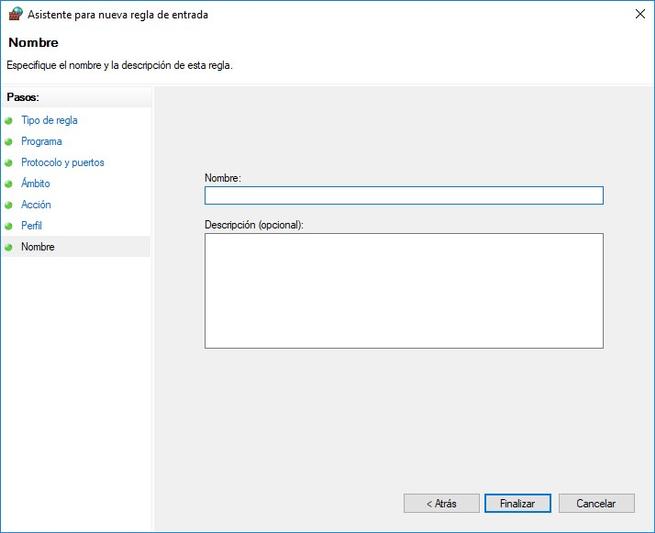 Asistente para nueva regla de entrada
Nombre
Especifique el nombre y la descripción de esta regla.
Pasos:
Tipo de regla
Programa
Protocolo y puertos
Ámbito
Acción
Perfil
Nombre
Nombre:
Descripción (opcional):
< Atrás
Finalizar
Cancelar